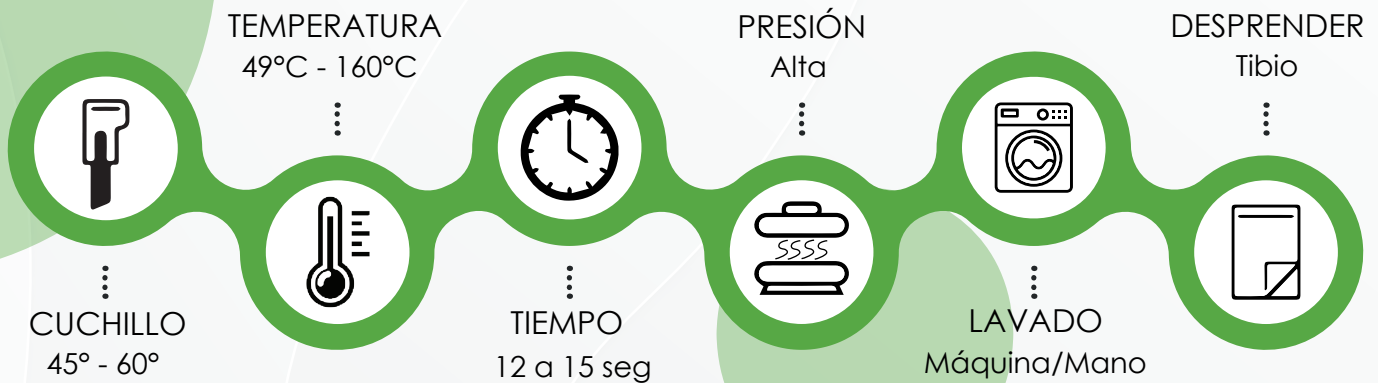 TEMPERATURA
49°C - 160°C
PRESIÓN
Alta
DESPRENDER
Tibio
CUCHILLO
45° - 60°
TIEMPO
12 a 15 seg
LAVADO
Máquina/Mano